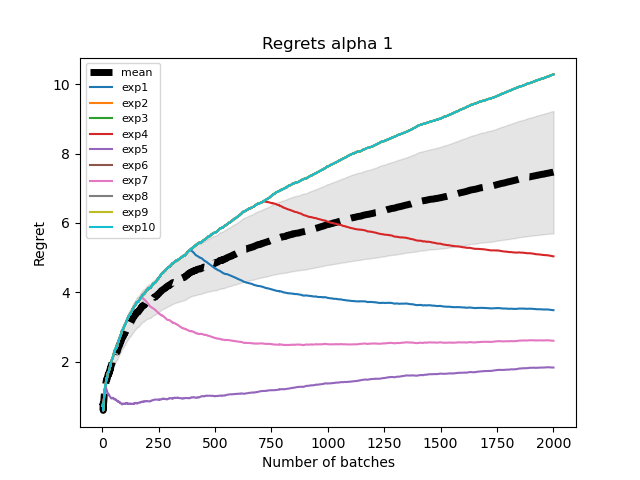 Regrets alpha 1
Regret
10
8
6
4
2
mean
exp1
exp2
exp3
exp4
exp5
exp6
exp7
exp8
exp9
exp10
0 250 500 750 1000 1250 1500 1750 2000
Number of batches